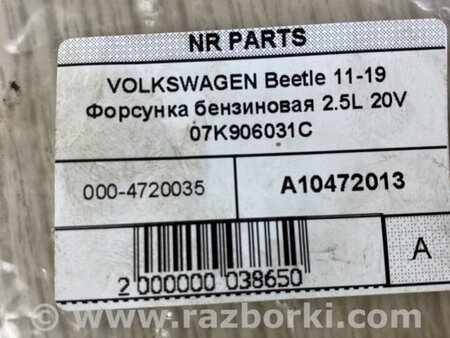 NR PARTS
VOLKSWAGEN Beetle 11-19
Форсунка бензиновая 2.5L 20V
07K906031C
000-4720035
A10472013
A
2 000000 038650
www.razborki.com